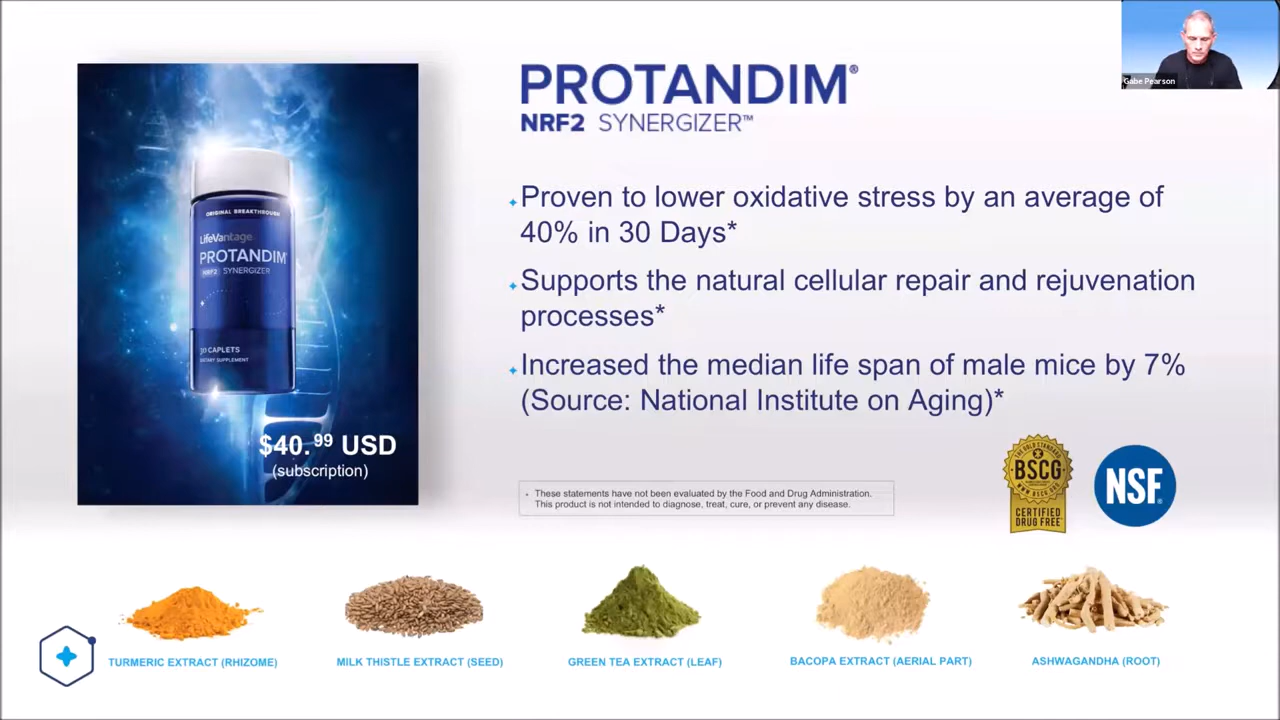 Gabe Pearson
PROTANDIM®
NRF2 SYNERGIZER™
Proven to lower oxidative stress by an average of
40% in 30 Days*
Supports the natural cellular repair and rejuvenation
processes*
Increased the median life span of male mice by 7%
(Source: National Institute on Aging)*
ORIGINAL BREAKTHROUGH
LifeVantage
PROTANDIM
NRF2 SYNERGIZER
30 CAPLETS
DIETARY SUPPLEMENT
$40.99 USD
(subscription)
These statements have not been evaluated by the Food and Drug Administration.
This product is not intended to diagnose, treat, cure, or prevent any disease.
BSCG
CERTIFIED
DRUG FREE
NSF
TURMERIC EXTRACT (RHIZOME)
MILK THISTLE EXTRACT (SEED)
GREEN TEA EXTRACT (LEAF)
BACOPA EXTRACT (AERIAL PART)
ASHWAGANDHA (ROOT)